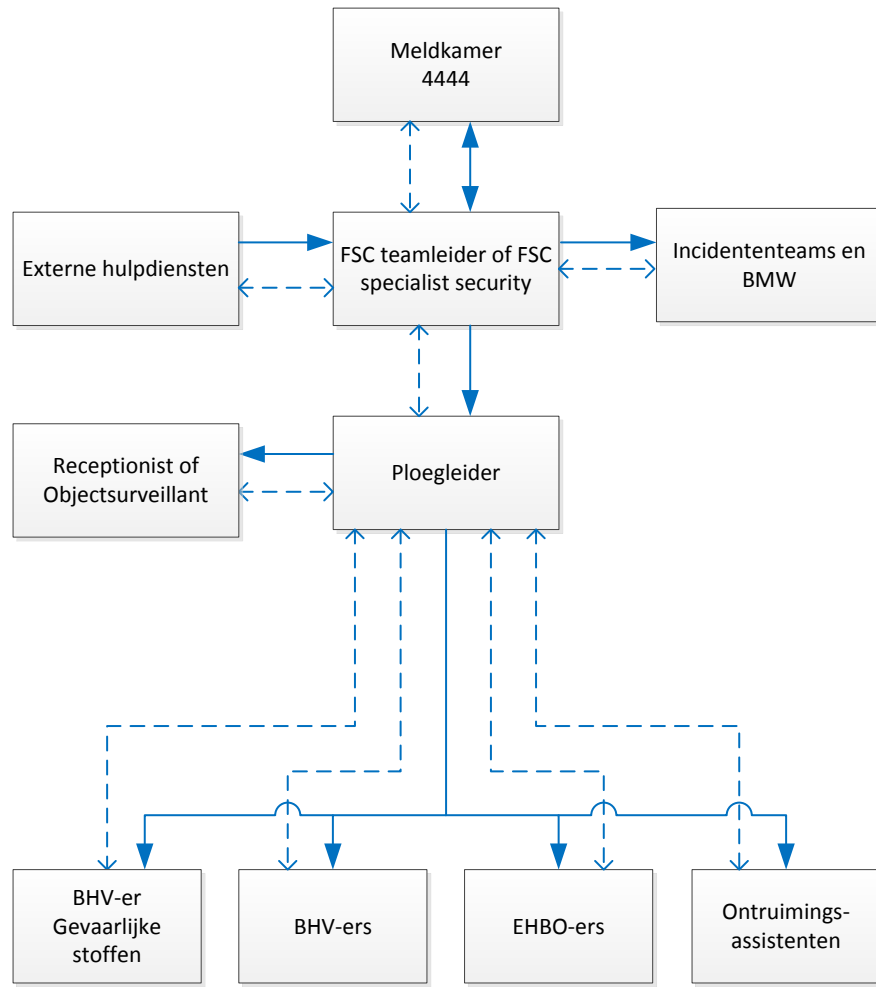 Meldkamer
4444
Externe hulpdiensten
FSC teamleider of FSC
specialist security
Incidententeams en
BMW
Receptionist of
Objectsurveillant
Ploegleider
BHV-er
Gevaarlijke
stoffen
BHV-ers
EHBO-ers
Ontruimings-
assistenten